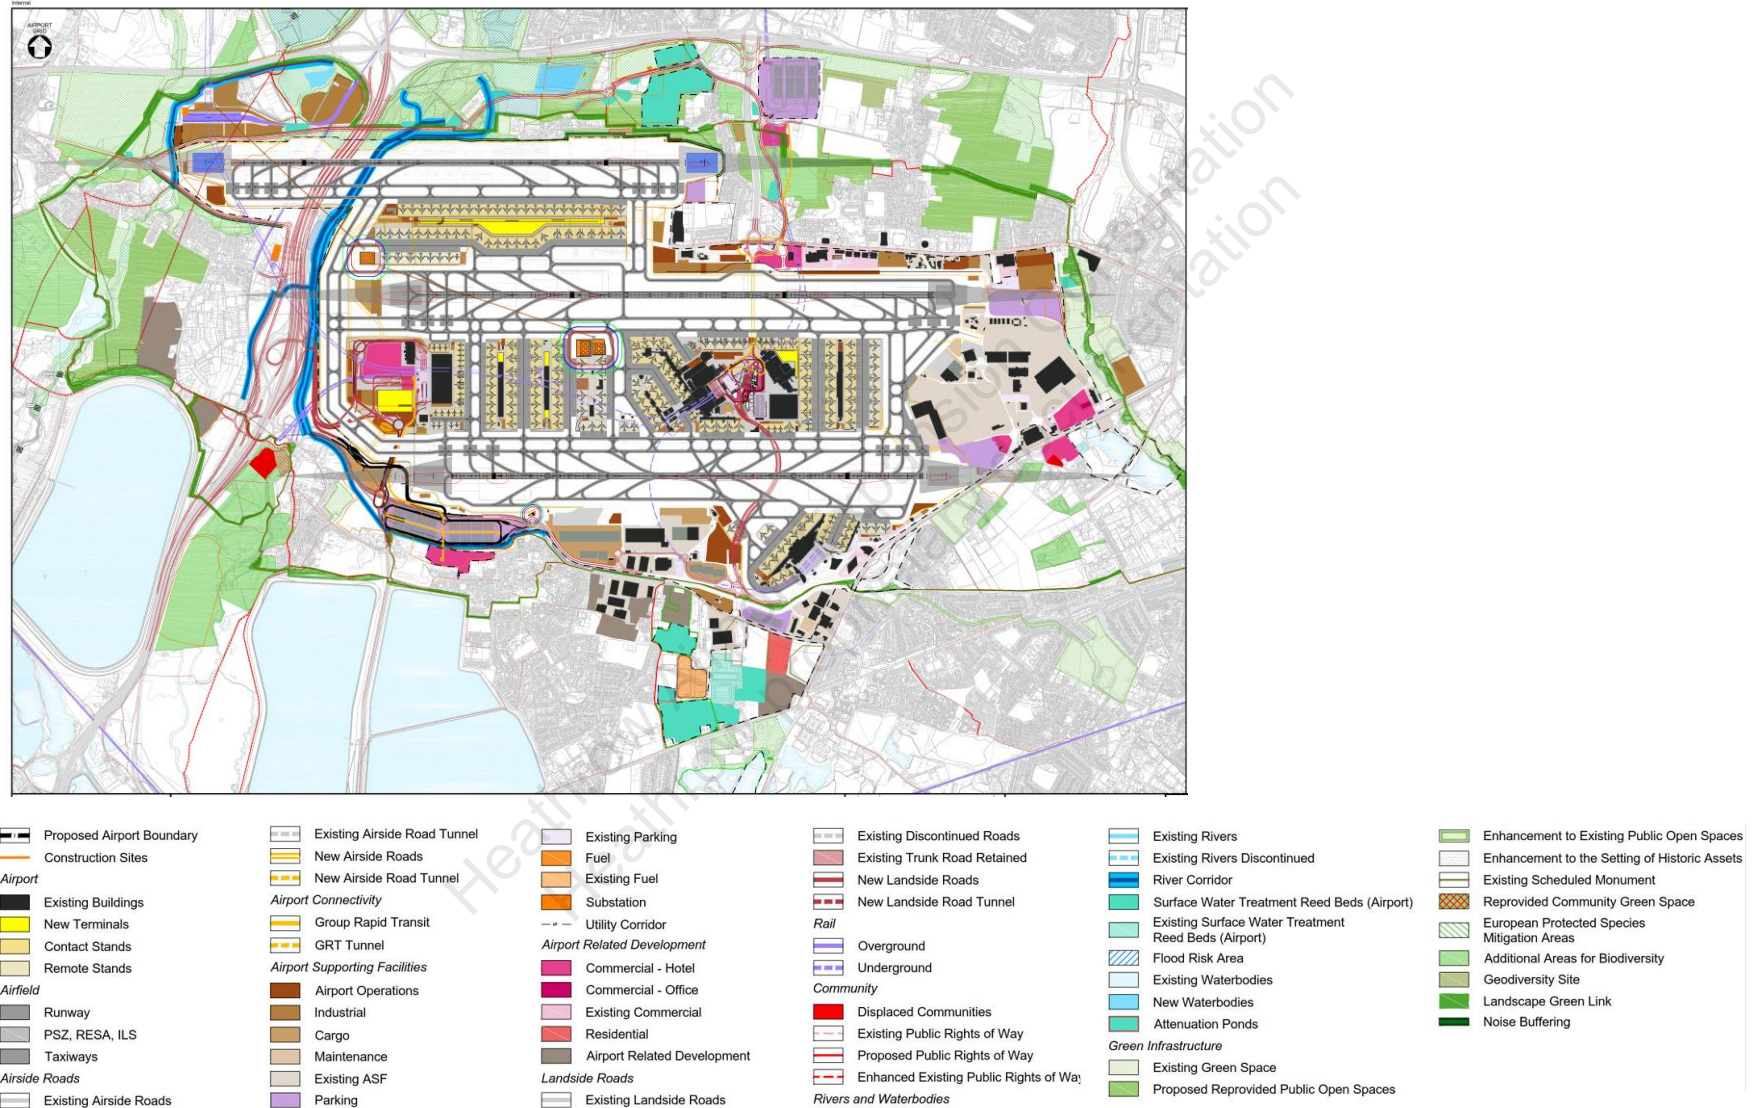 Internal
AIRPORT
GRID
Proposed Airport Boundary
Construction Sites
Airport
Existing Buildings
New Terminals
Contact Stands
Remote Stands
Airfield
Runway
PSZ, RESA, ILS
Taxiways
Airside Roads
Existing Airside Roads
Existing Airside Road Tunnel
New Airside Roads
New Airside Road Tunnel
Airport Connectivity
Group Rapid Transit
GRT Tunnel
Airport Supporting Facilities
Airport Operations
Industrial
Cargo
Maintenance
Existing ASF
Parking
Existing Parking
Fuel
Existing Fuel
Substation
Utility Corridor
Airport Related Development
Commercial - Hotel
Commercial - Office
Existing Commercial
Residential
Airport Related Development
Landside Roads
Existing Landside Roads
Existing Discontinued Roads
Existing Trunk Road Retained
New Landside Roads
New Landside Road Tunnel
Rail
Overground
Underground
Community
Displaced Communities
Existing Public Rights of Way
Proposed Public Rights of Way
Enhanced Existing Public Rights of Way
Rivers and Waterbodies
Existing Rivers
Existing Rivers Discontinued
River Corridor
Surface Water Treatment Reed Beds (Airport)
Existing Surface Water Treatment
Reed Beds (Airport)
Flood Risk Area
Existing Waterbodies
New Waterbodies
Attenuation Ponds
Green Infrastructure
Existing Green Space
Proposed Reprovided Public Open Spaces
Enhancement to Existing Public Open Spaces
Enhancement to the Setting of Historic Assets
Existing Scheduled Monument
Reprovided Community Green Space
European Protected Species
Mitigation Areas
Additional Areas for Biodiversity
Geodiversity Site
Landscape Green Link
Noise Buffering